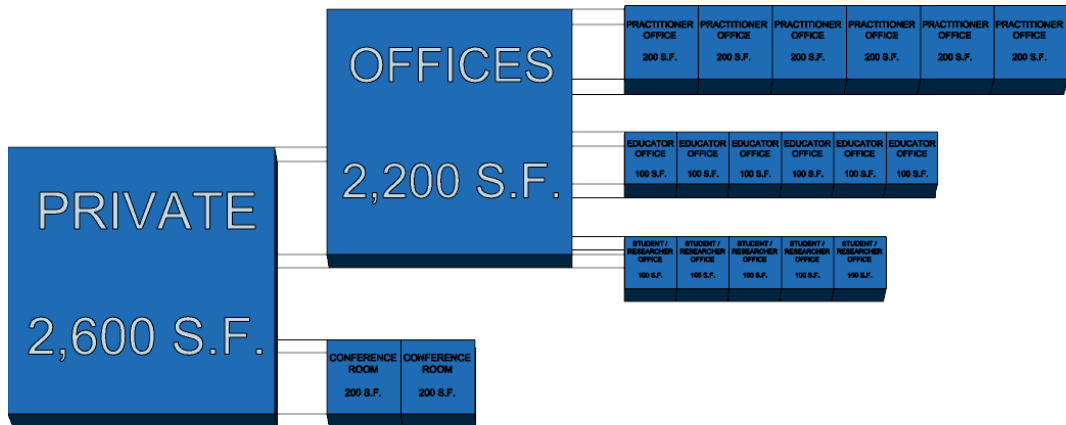 PRIVATE
2,600 S.F.
OFFICES
2,200 S.F.
PRACTITIONER PRACTITIONER PRACTITIONER PRACTITIONER PRACTITIONER PRACTITIONER
OFFICE OFFICE OFFICE OFFICE OFFICE OFFICE
200 S.F. 200 S.F. 200 S.F. 200 S.F. 200 S.F. 200 S.F.
EDUCATOR EDUCATOR EDUCATOR EDUCATOR EDUCATOR EDUCATOR
OFFICE OFFICE OFFICE OFFICE OFFICE OFFICE
100 S.F. 100 S.F. 100 S.F. 100 S.F. 100 S.F. 100 S.F.
STUDENT / STUDENT / STUDENT / STUDENT / STUDENT /
RESEARCHER RESEARCHER RESEARCHER RESEARCHER RESEARCHER
OFFICE OFFICE OFFICE OFFICE OFFICE
100 S.F. 100 S.F. 100 S.F. 100 S.F. 100 S.F.
CONFERENCE CONFERENCE
ROOM ROOM
200 S.F. 200 S.F.